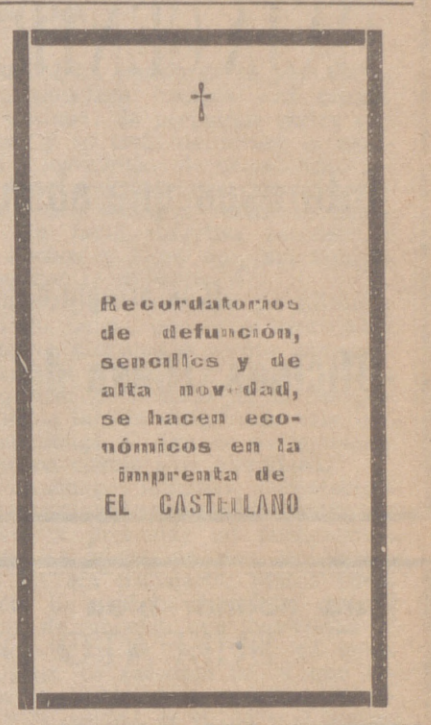 †
Recordatorios
de defunción,
sencillos y de
alta novedad,
se hacen eco-
nómicos en la
imprenta de
EL CASTELLANO